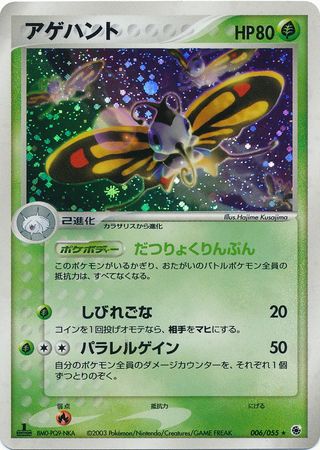 アゲハント HP80
Illus. Hajime Kusajima
2進化 カラサリスから進化
ポケボディー だつりょくりんぷん
このポケモンがいるかぎり、おたがいのバトルポケモン全員の
抵抗力は、すべてなくなる。
しびれごな 20
コインを1回投げオモテなら、相手をマヒにする。
パラレルゲイン 50
自分のポケモン全員のダメージカウンターを、それぞれ1個
ずつとりのぞく。
弱点 抵抗力 にげる
1 BM0-PQ9-NKA ©2003 Pokémon/Nintendo/Creatures/GAME FREAK 006/055 ★